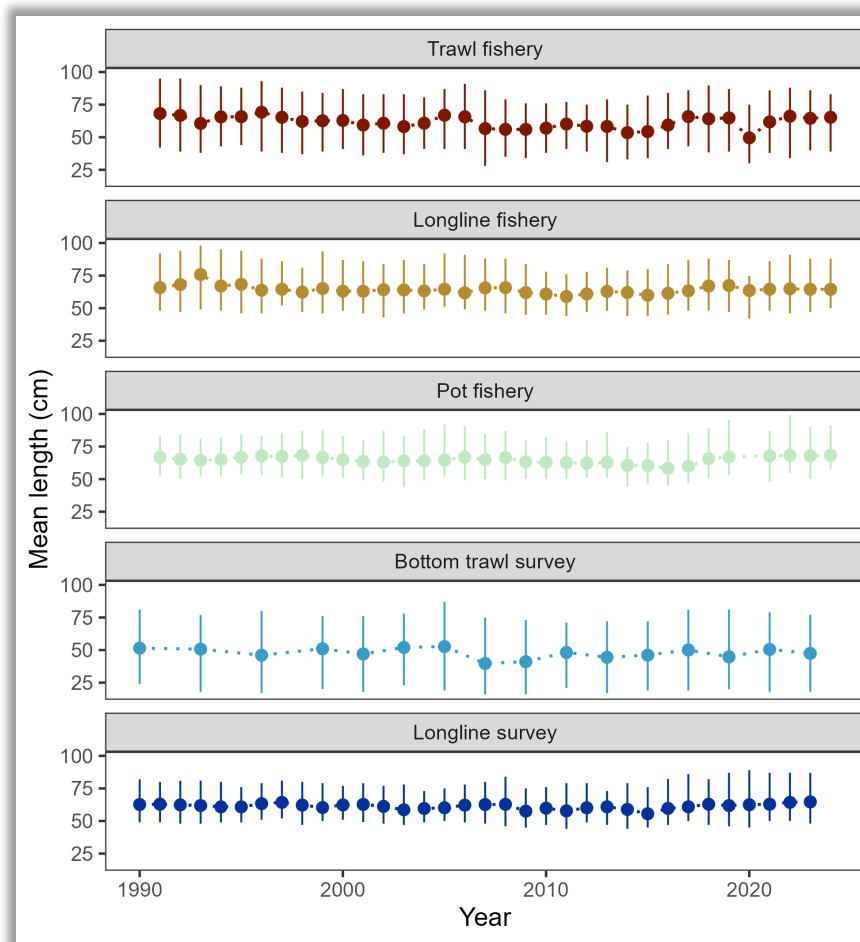 Trawl fishery
100
75
50
25
Longline fishery
100
75
50
25
Pot fishery
100
75
50
25
Mean length (cm)
Bottom trawl survey
100
75
50
25
Longline survey
100
75
50
25
1990 2000 2010 2020
Year